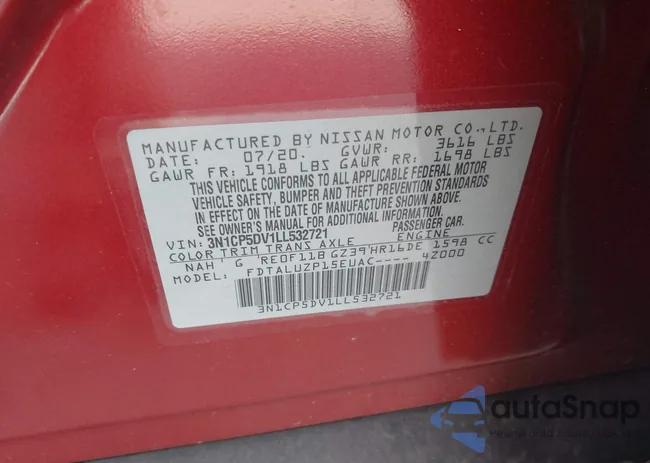 MANUFACTURED BY NISSAN MOTOR CO., LTD.
07/20. GVWR: 3616 LBS
GAWR FR: 1918 LBS GAWR RR: 1698 LBS
THIS VEHICLE CONFORMS TO ALL APPLICABLE FEDERAL MOTOR
VEHICLE SAFETY, BUMPER AND THEFT PREVENTION STANDARDS
IN EFFECT ON THE DATE OF MANUFACTURE SHOWN ABOVE.
SEE OWNER'S MANUAL FOR ADDITIONAL INFORMATION.
VIN: 3N1CP5DV1LL532721 PASSENGER CAR.
COLOR TRIM TRANS AXLE ENGINE
NAH G RE0F11B GZ39 HR16DE 1598 CC
MODEL: FDTALUZP15EUAC---- 4Z000
3N1CP5DV1LL532721
autoSnap